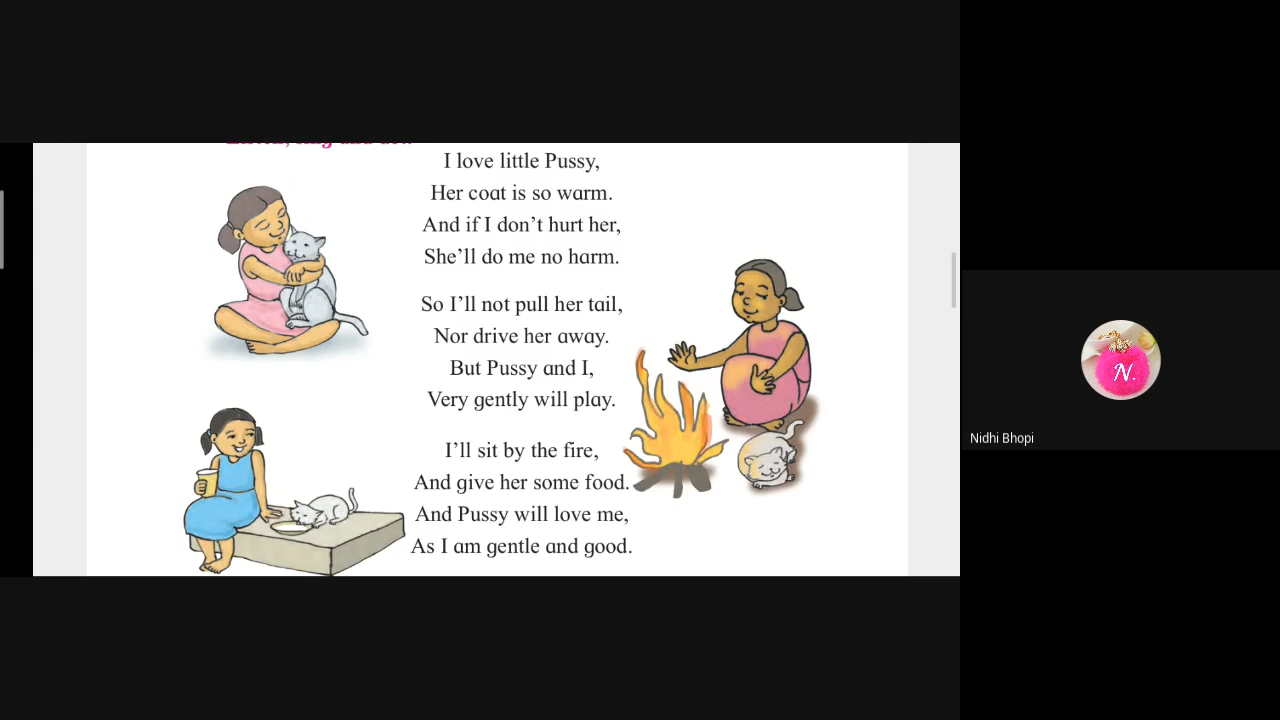 I love little Pussy,
Her coat is so warm.
And if I don't hurt her,
She'll do me no harm.
So I'll not pull her tail,
Nor drive her away.
But Pussy and I,
Very gently will play.
I'll sit by the fire,
And give her some food.
And Pussy will love me,
As I am gentle and good.
N.
Nidhi Bhopi